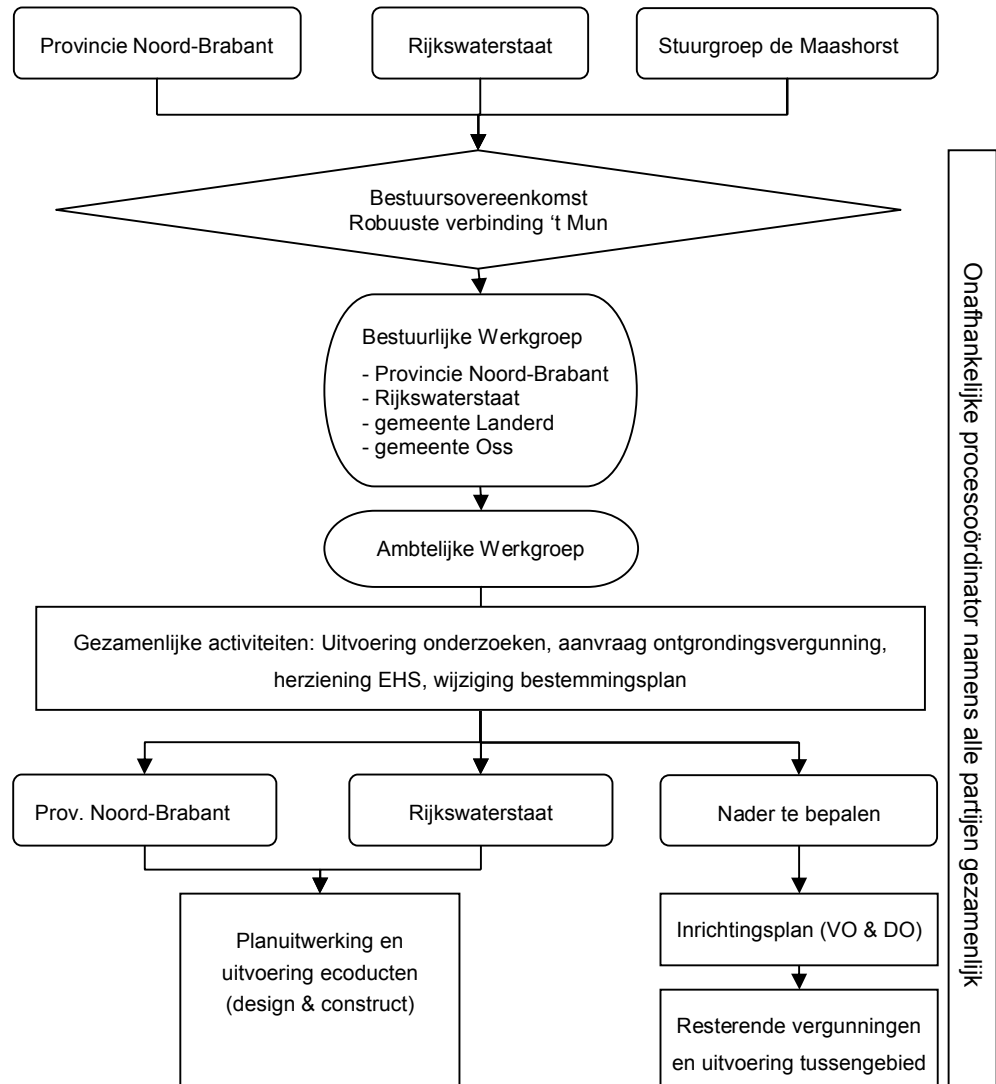 Provincie Noord-Brabant
Rijkswaterstaat
Stuurgroep de Maashorst
Bestuursovereenkomst
Robuuste verbinding ‘t Mun
Bestuurlijke Werkgroep
- Provincie Noord-Brabant
- Rijkswaterstaat
- gemeente Landerd
- gemeente Oss
Ambtelijke Werkgroep
Gezamenlijke activiteiten: Uitvoering onderzoeken, aanvraag ontgrondingsvergunning,
herziening EHS, wijziging bestemmingsplan
Prov. Noord-Brabant
Rijkswaterstaat
Nader te bepalen
Planuitwerking en
uitvoering ecoducten
(design & construct)
Inrichtingsplan (VO & DO)
Resterende vergunningen
en uitvoering tussengebied
Onafhankelijke procescoördinator namens alle partijen gezamenlijk